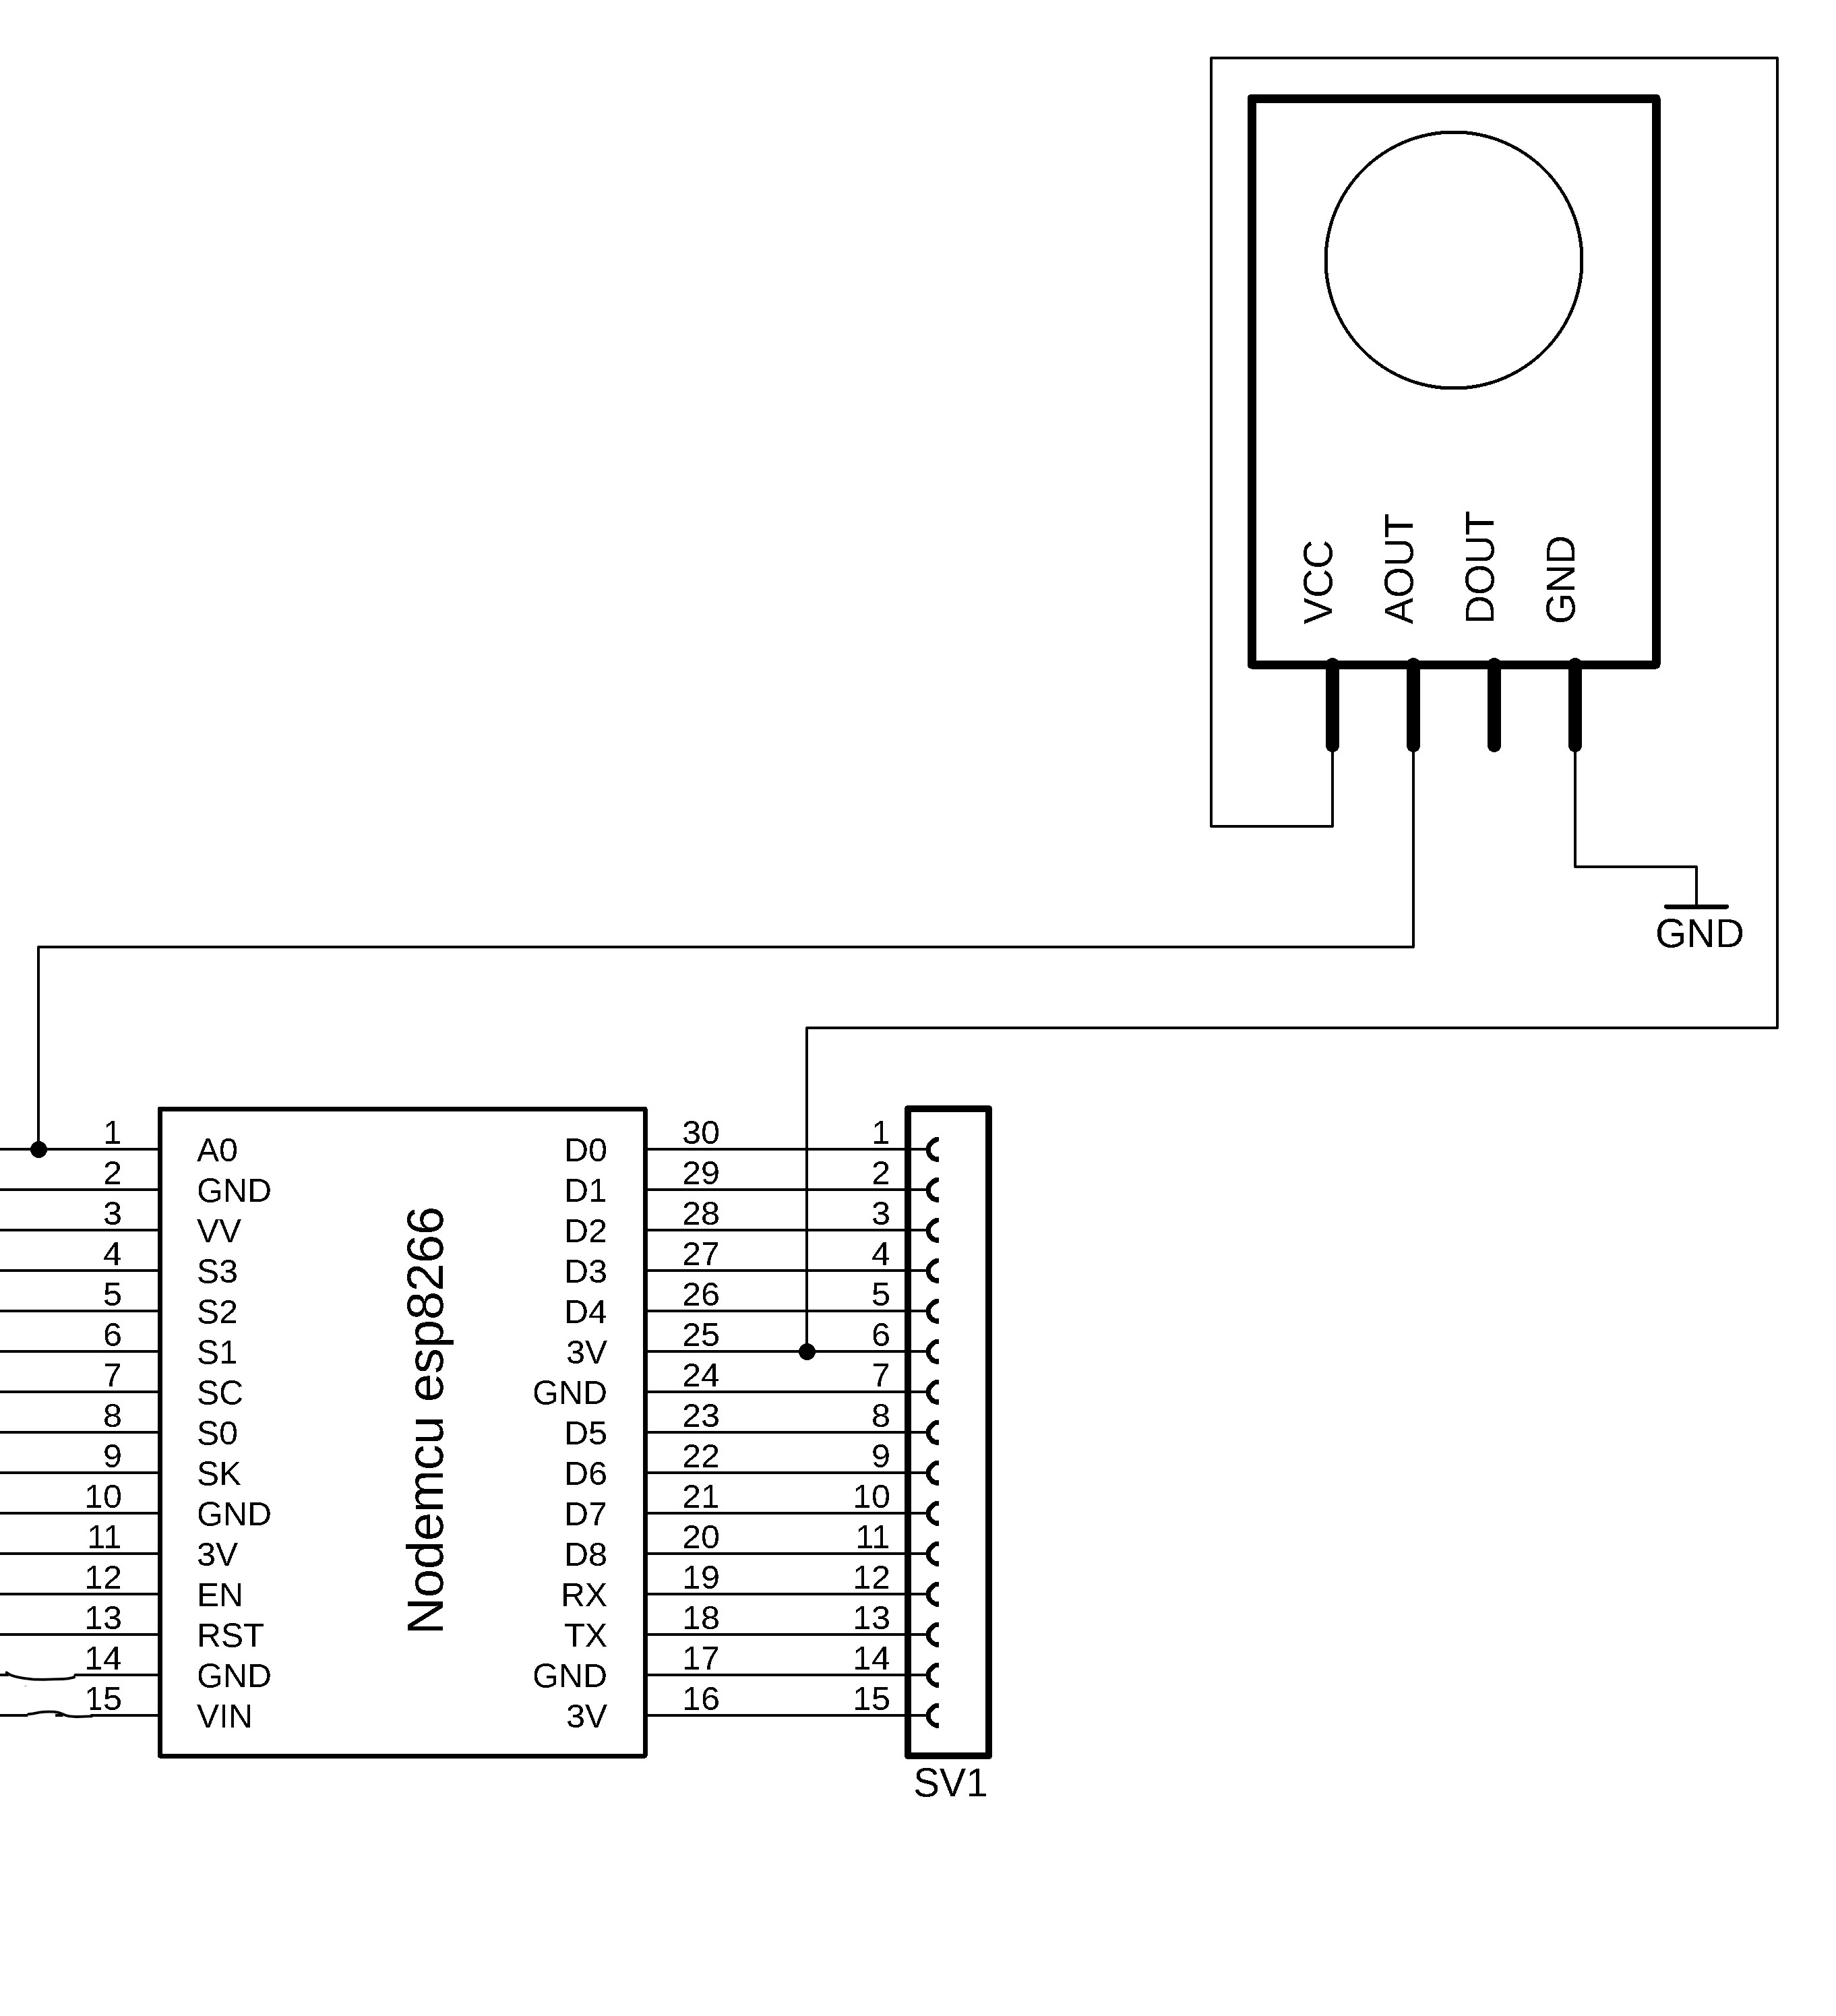 VCC
AOUT
DOUT
GND
GND
Nodemcu esp8266
1 A0 D0 30 1
2 GND D1 29 2
3 VV D2 28 3
4 S3 D3 27 4
5 S2 D4 26 5
6 S1 3V 25 6
7 SC GND 24 7
8 S0 D5 23 8
9 SK D6 22 9
10 GND D7 21 10
11 3V D8 20 11
12 EN RX 19 12
13 RST TX 18 13
14 GND GND 17 14
15 VIN 3V 16 15
SV1